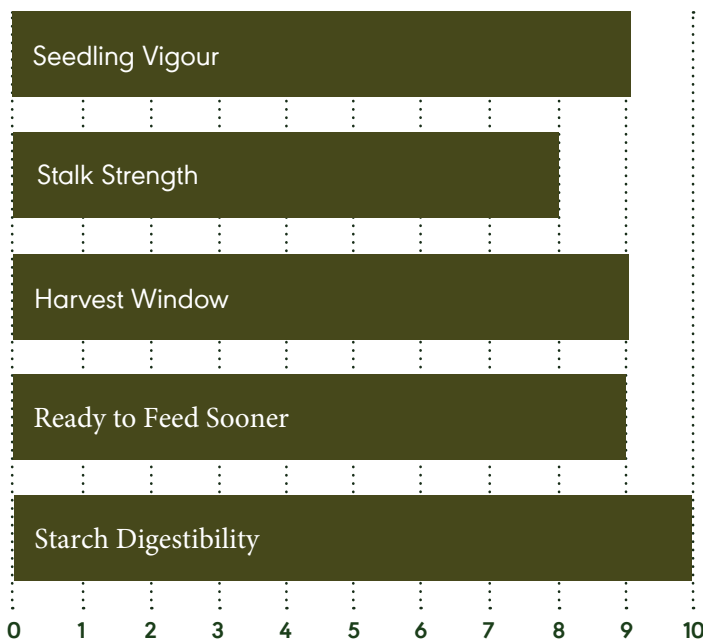 Seedling Vigour
Stalk Strength
Harvest Window
Ready to Feed Sooner
Starch Digestibility
0 1 2 3 4 5 6 7 8 9 10